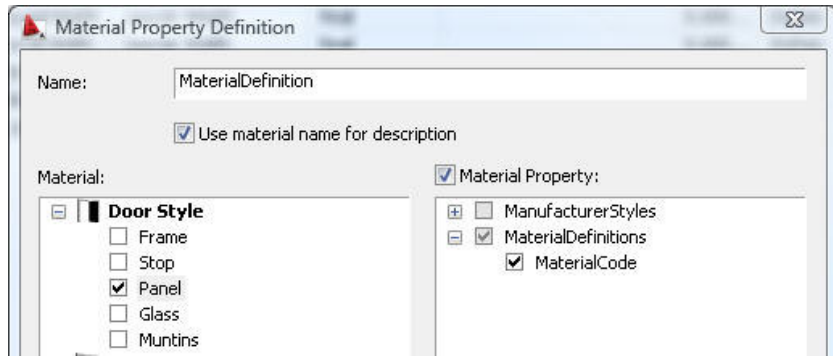 Material Property Definition
Name:
MaterialDefinition
Use material name for description
Material:
Door Style
Frame
Stop
Panel
Glass
Muntins
Material Property:
ManufacturerStyles
MaterialDefinitions
MaterialCode